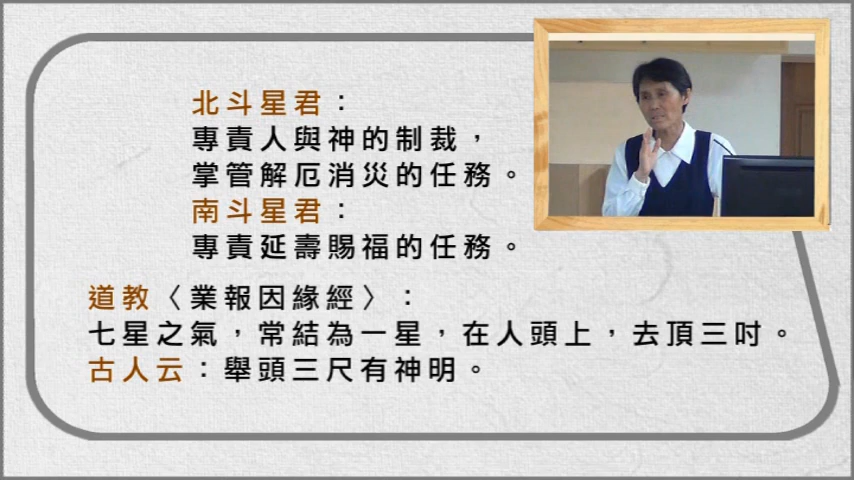 北斗星君：
專責人與神的制裁，
掌管解厄消災的任務。
南斗星君：
專責延壽賜福的任務。
道教〈業報因緣經〉：
七星之氣，常結為一星，在人頭上，去頂三吋。
古人云：舉頭三尺有神明。